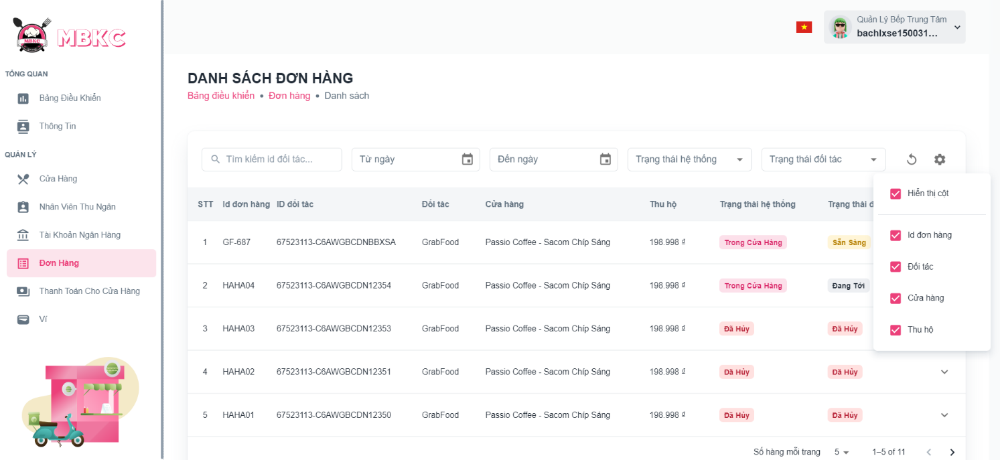 MBKC
MBKC
Quản Lý Bếp Trung Tâm
bachlxse150031...
TỔNG QUAN
Bảng Điều Khiển
Thông Tin
QUẢN LÝ
Cửa Hàng
Nhân Viên Thu Ngân
Tài Khoản Ngân Hàng
Đơn Hàng
Thanh Toán Cho Cửa Hàng
Ví
DANH SÁCH ĐƠN HÀNG
Bảng điều khiển • Đơn hàng • Danh sách
Tìm kiếm id đối tác... Từ ngày Đến ngày Trạng thái hệ thống Trạng thái đối tác
STT Id đơn hàng ID đối tác Đối tác Cửa hàng Thu hộ Trạng thái hệ thống Trạng thái đ
1 GF-687 67523113-C6AWGBCDNBBXSA GrabFood Passio Coffee - Sacom Chíp Sáng 198.998 ₫ Trong Cửa Hàng Sẵn Sàng
2 HAHA04 67523113-C6AWGBCDN12354 GrabFood Passio Coffee - Sacom Chíp Sáng 198.998 ₫ Trong Cửa Hàng Đang Tới
3 HAHA03 67523113-C6AWGBCDN12353 GrabFood Passio Coffee - Sacom Chíp Sáng 198.998 ₫ Đã Hủy Đã Hủy
4 HAHA02 67523113-C6AWGBCDN12351 GrabFood Passio Coffee - Sacom Chíp Sáng 198.998 ₫ Đã Hủy Đã Hủy
5 HAHA01 67523113-C6AWGBCDN12350 GrabFood Passio Coffee - Sacom Chíp Sáng 198.998 ₫ Đã Hủy Đã Hủy
Hiển thị cột
Id đơn hàng
Đối tác
Cửa hàng
Thu hộ
Số hàng mỗi trang 5 1–5 of 11